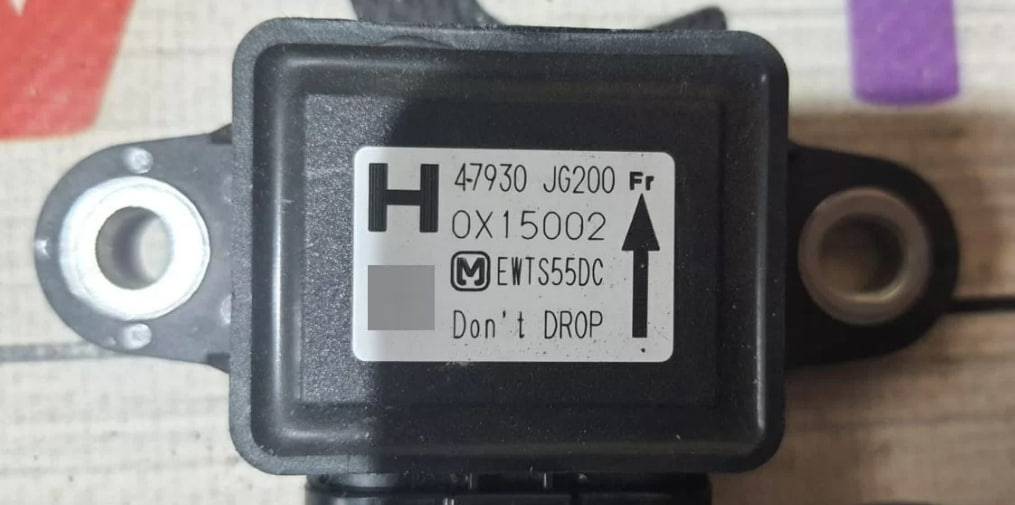 H 47930 JG200 Fr
0X15002
M EWTS55DC
Don't DROP